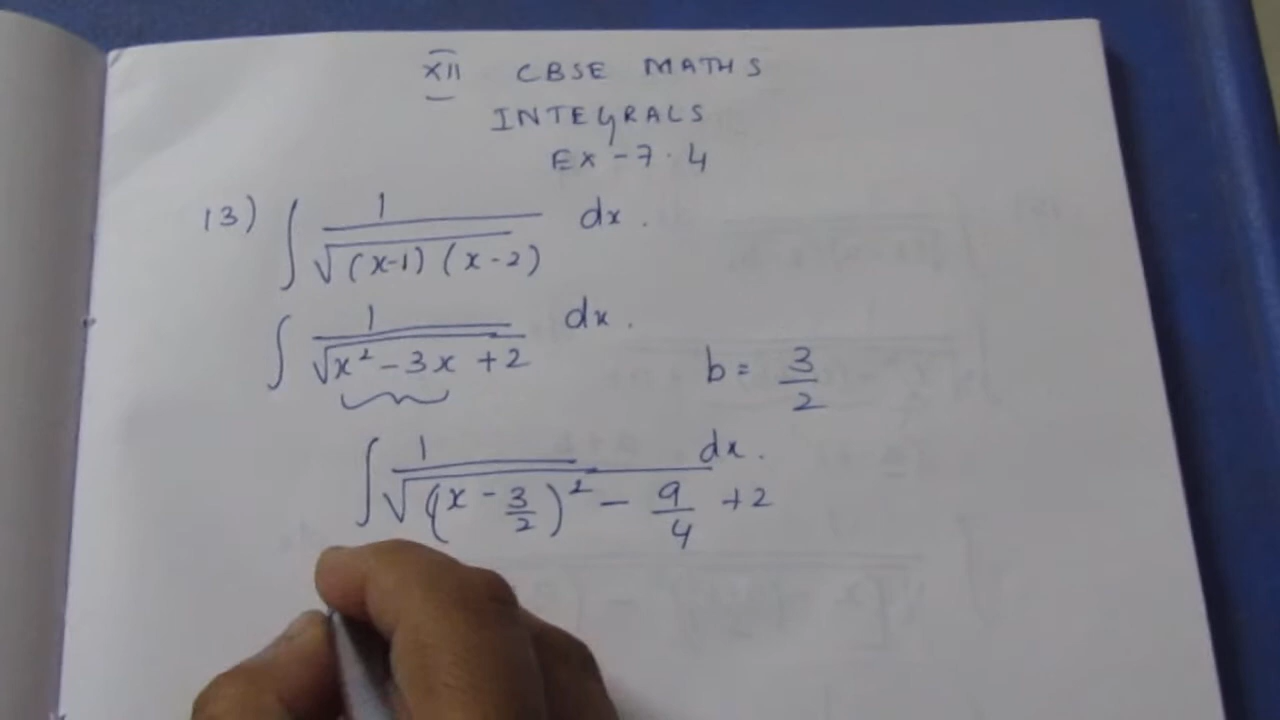 XII CBSE MATHS
INTEGRALS
EX-7.4
13) ∫ 1/√((x-1)(x-2)) dx.
∫ 1/√(x² - 3x + 2) dx.
b = 3/2
∫ 1/√((x - 3/2)² - 9/4 + 2) dx.